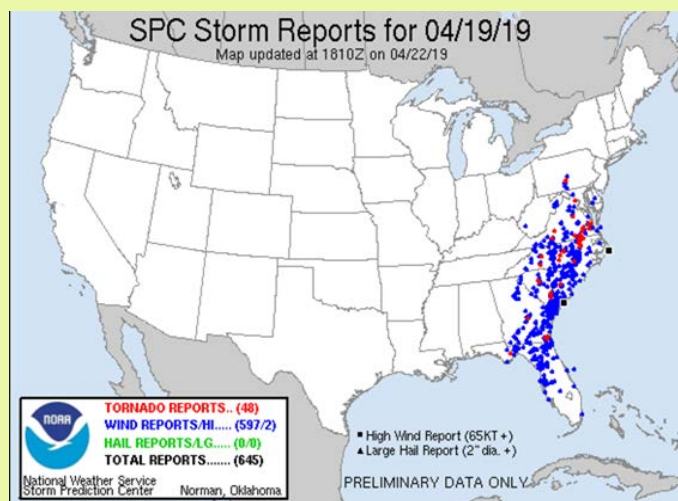 SPC Storm Reports for 04/19/19
Map updated at 1810Z on 04/22/19
NOAA
TORNADO REPORTS.. (48)
WIND REPORTS/HI..... (597/2)
HAIL REPORTS/LG..... (0/0)
TOTAL REPORTS....... (645)
National Weather Service
Storm Prediction Center Norman, Oklahoma
■ High Wind Report (65KT +)
▲ Large Hail Report (2" dia. +)
PRELIMINARY DATA ONLY